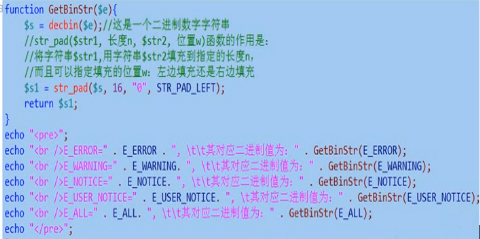 function GetBinStr($e){
$s = decbin($e);//这是一个二进制数字字符串
//str_pad($str1, 长度n, $str2, 位置w)函数的作用是:
//将字符串$str1,用字符串$str2填充到指定的长度n,
//而且可以指定填充的位置w: 左边填充还是右边填充
$s1 = str_pad($s, 16, "0", STR_PAD_LEFT);
return $s1;
}
echo "<pre>";
echo "<br />E_ERROR=" . E_ERROR . ", \t\t其对应二进制值为: " . GetBinStr(E_ERROR);
echo "<br />E_WARNING=" . E_WARNING. ", \t\t其对应二进制值为: " . GetBinStr(E_WARNING);
echo "<br />E_NOTICE=" . E_NOTICE. ", \t\t其对应二进制值为: " . GetBinStr(E_NOTICE);
echo "<br />E_USER_NOTICE=" . E_USER_NOTICE. ", \t其对应二进制值为: " . GetBinStr(E_USER_NOTICE);
echo "<br />E_ALL=" . E_ALL. ", \t\t其对应二进制值为: " . GetBinStr(E_ALL);
echo "</pre>";